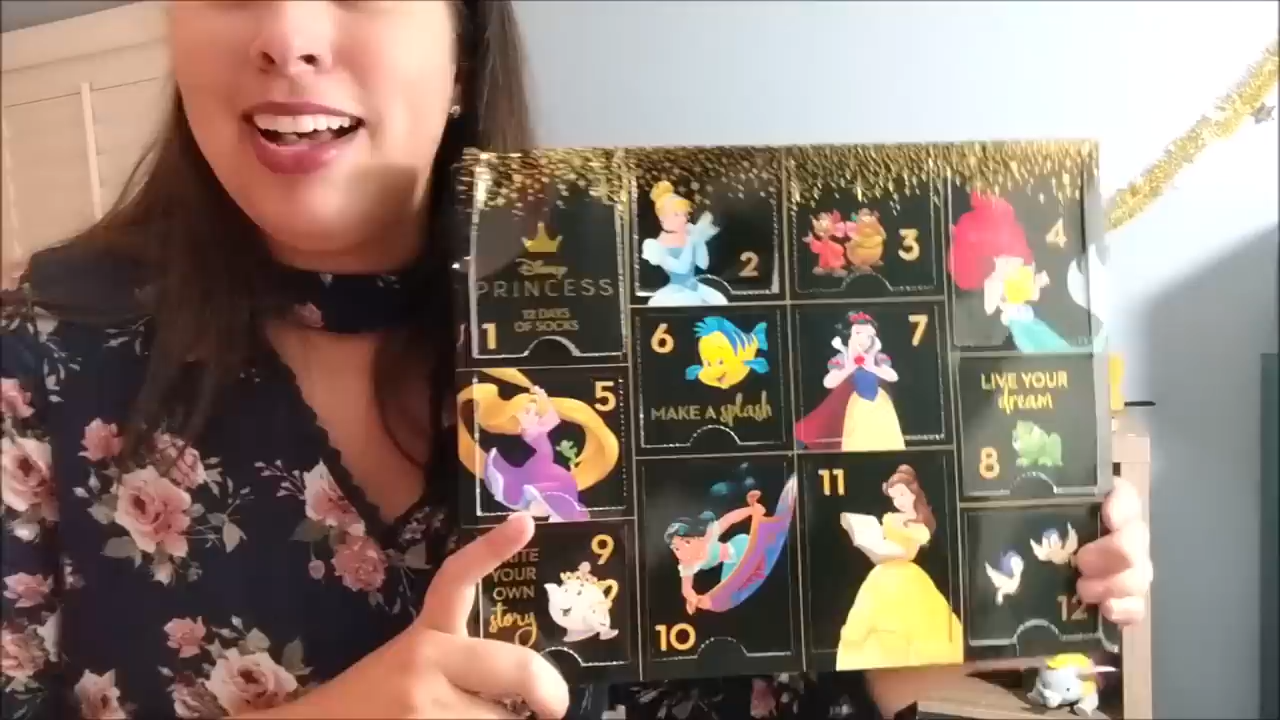 Disney
PRINCESS
12 DAYS
OF SOCKS
1
2
3
4
5
6
MAKE A splash
7
LIVE YOUR
dream
8
9
YOUR
OWN
story
10
11
12